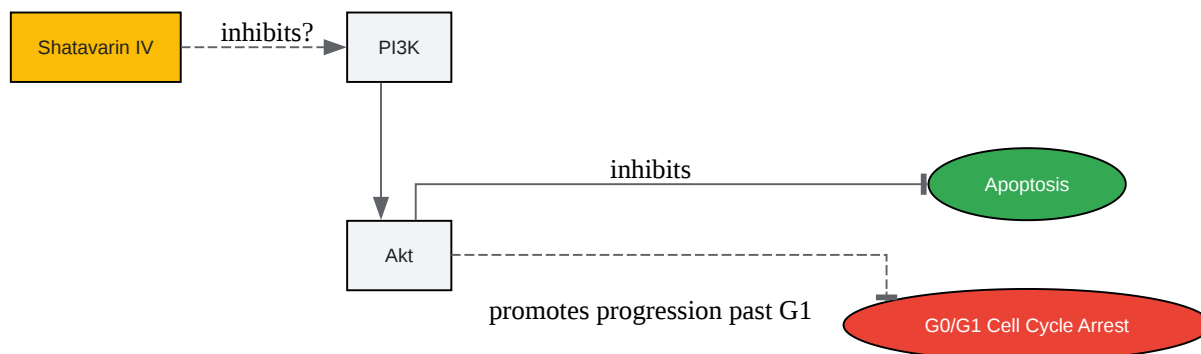 Shatavarin IV
inhibits?
PI3K
inhibits
Apoptosis
Akt
promotes progression past G1
G0/G1 Cell Cycle Arrest